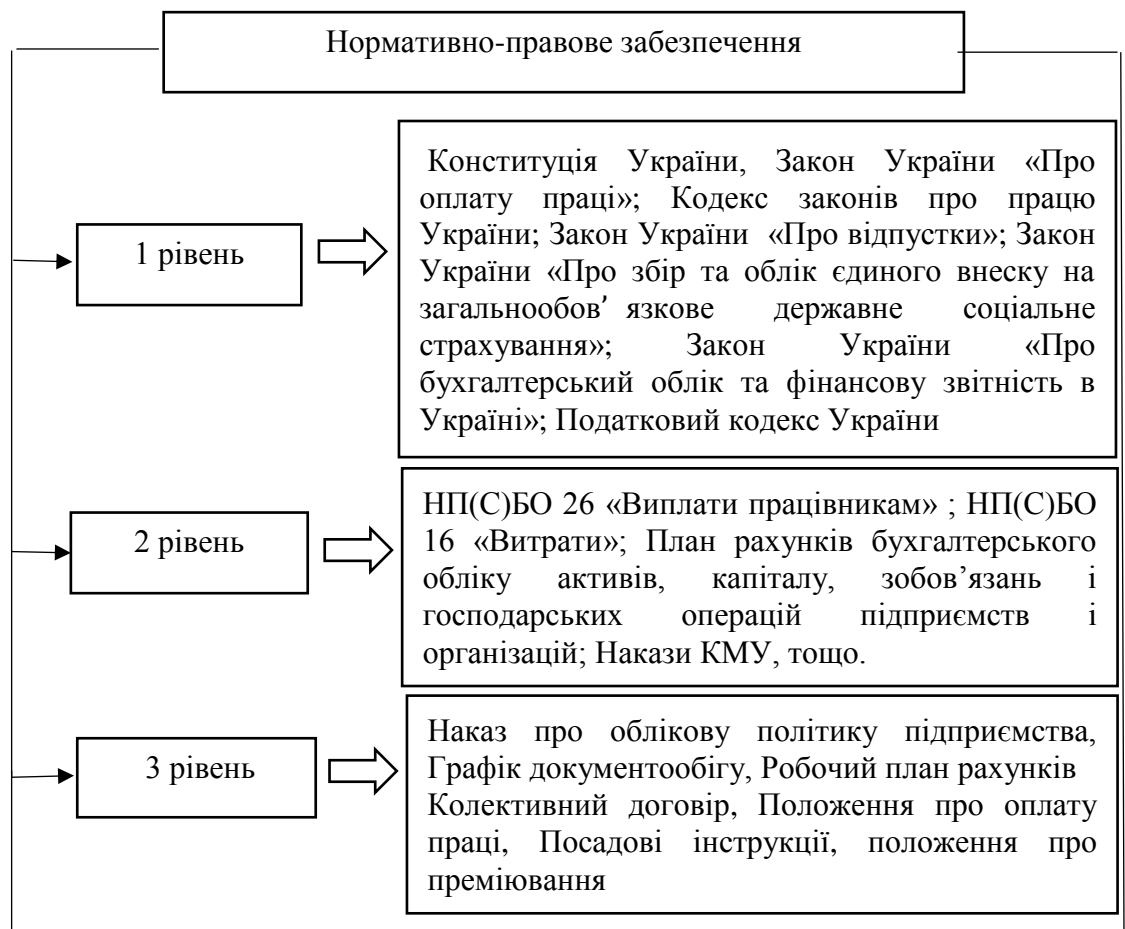 Нормативно-правове забезпечення
1 рівень
Конституція України, Закон України «Про
оплату праці»; Кодекс законів про працю
України; Закон України «Про відпустки»; Закон
України «Про збір та облік єдиного внеску на
загальнообов’ язкове державне соціальне
страхування»; Закон України «Про
бухгалтерський облік та фінансову звітність в
Україні»; Податковий кодекс України
2 рівень
НП(С)БО 26 «Виплати працівникам» ; НП(С)БО
16 «Витрати»; План рахунків бухгалтерського
обліку активів, капіталу, зобов’язань і
господарських операцій підприємств і
організацій; Накази КМУ, тощо.
3 рівень
Наказ про облікову політику підприємства,
Графік документообігу, Робочий план рахунків
Колективний договір, Положення про оплату
праці, Посадові інструкції, положення про
преміювання